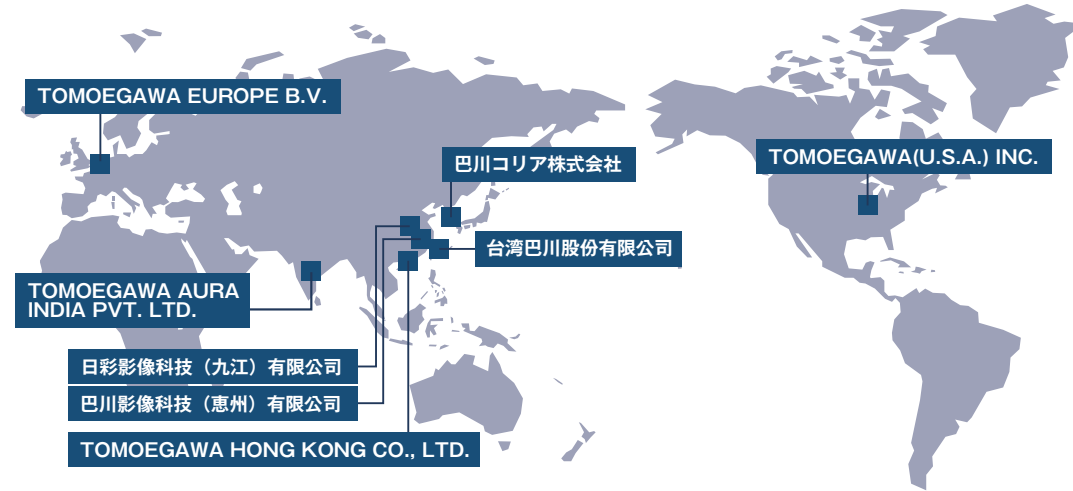 TOMOEGAWA EUROPE B.V.
巴川コリア株式会社
TOMOEGAWA(U.S.A.) INC.
台湾巴川股份有限公司
TOMOEGAWA AURA
INDIA PVT. LTD.
日彩影像科技（九江）有限公司
巴川影像科技（恵州）有限公司
TOMOEGAWA HONG KONG CO., LTD.